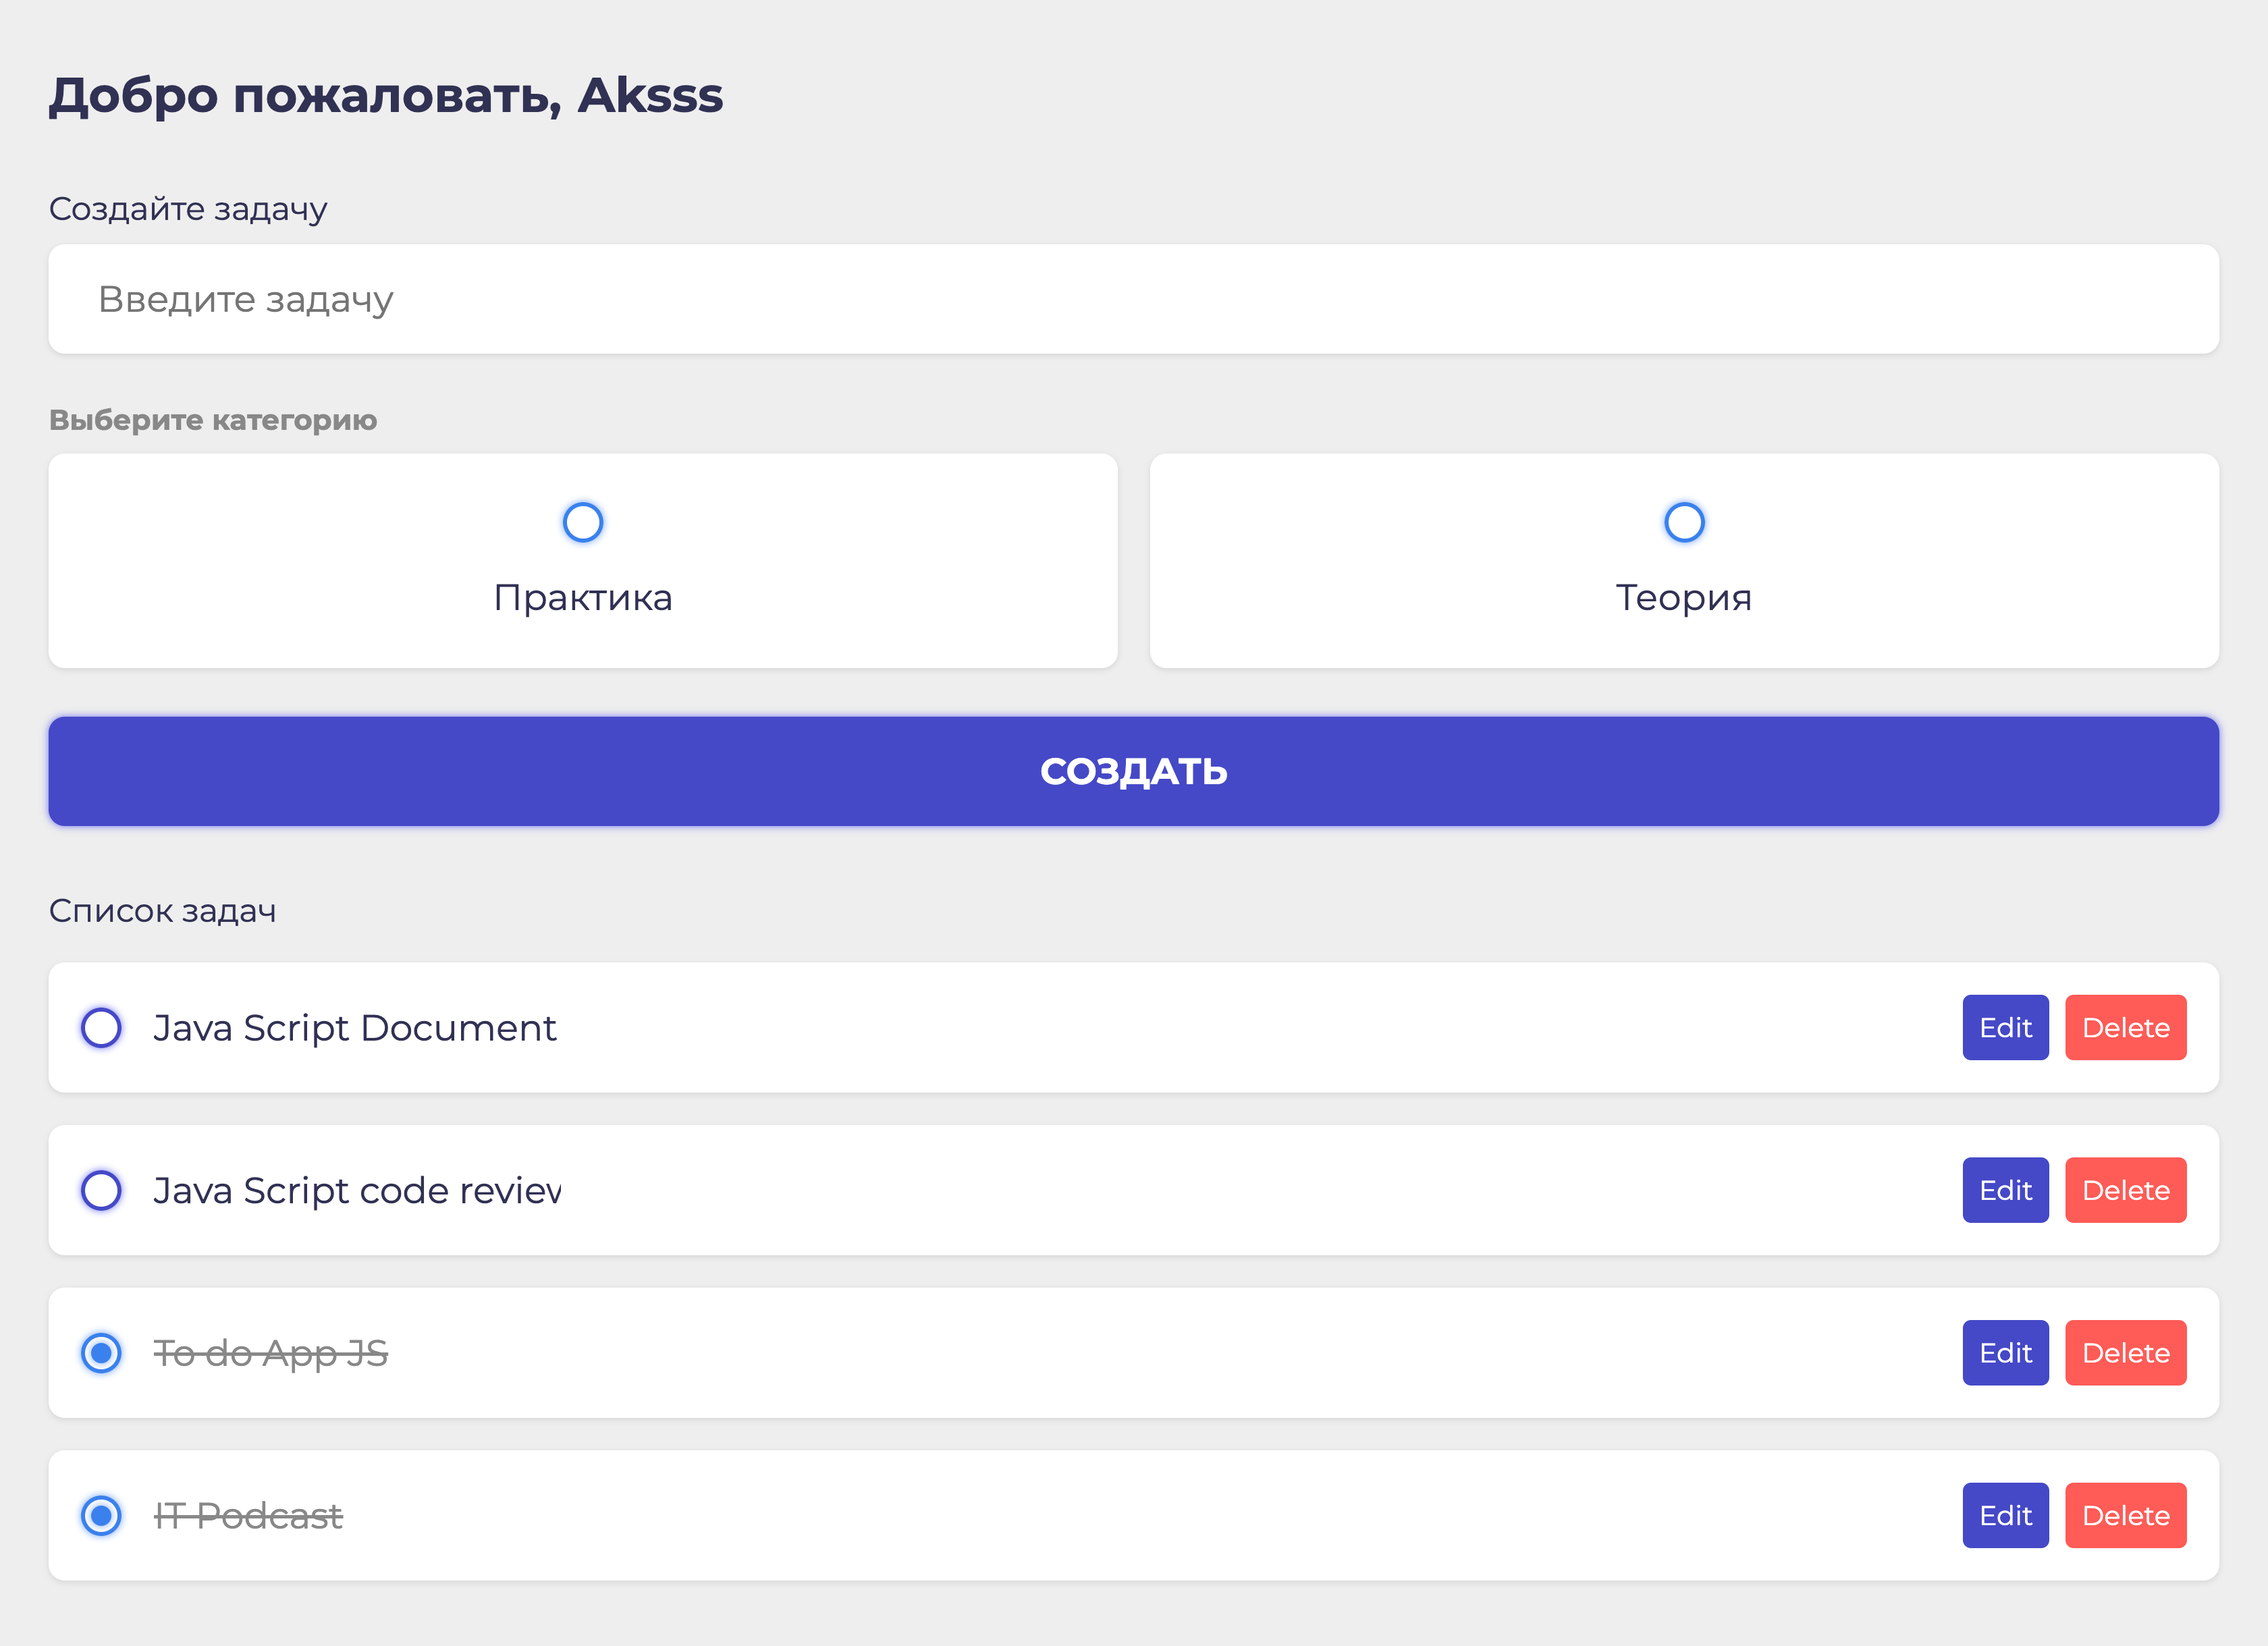 Добро пожаловать, Aksss
Создайте задачу
Введите задачу
Выберите категорию
Практика
Теория
СОЗДАТЬ
Список задач
Java Script Document
Edit
Delete
Java Script code review
Edit
Delete
To do App JS
Edit
Delete
IT Podcast
Edit
Delete